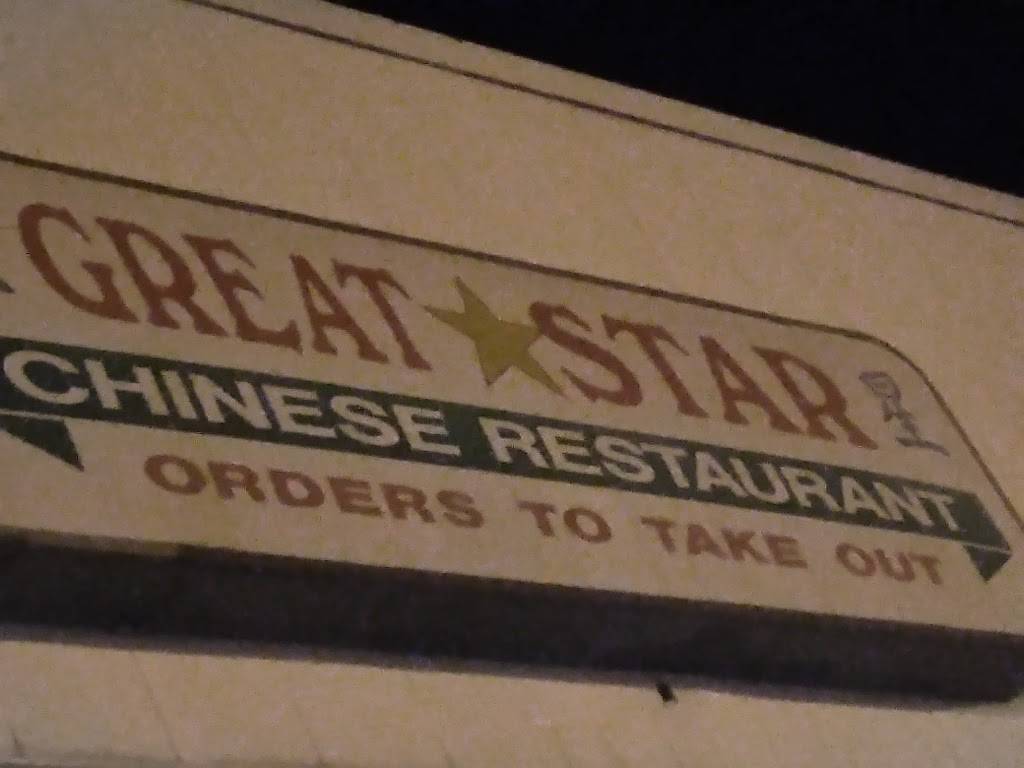 GREAT STAR
CHINESE RESTAURANT
ORDERS TO TAKE OUT